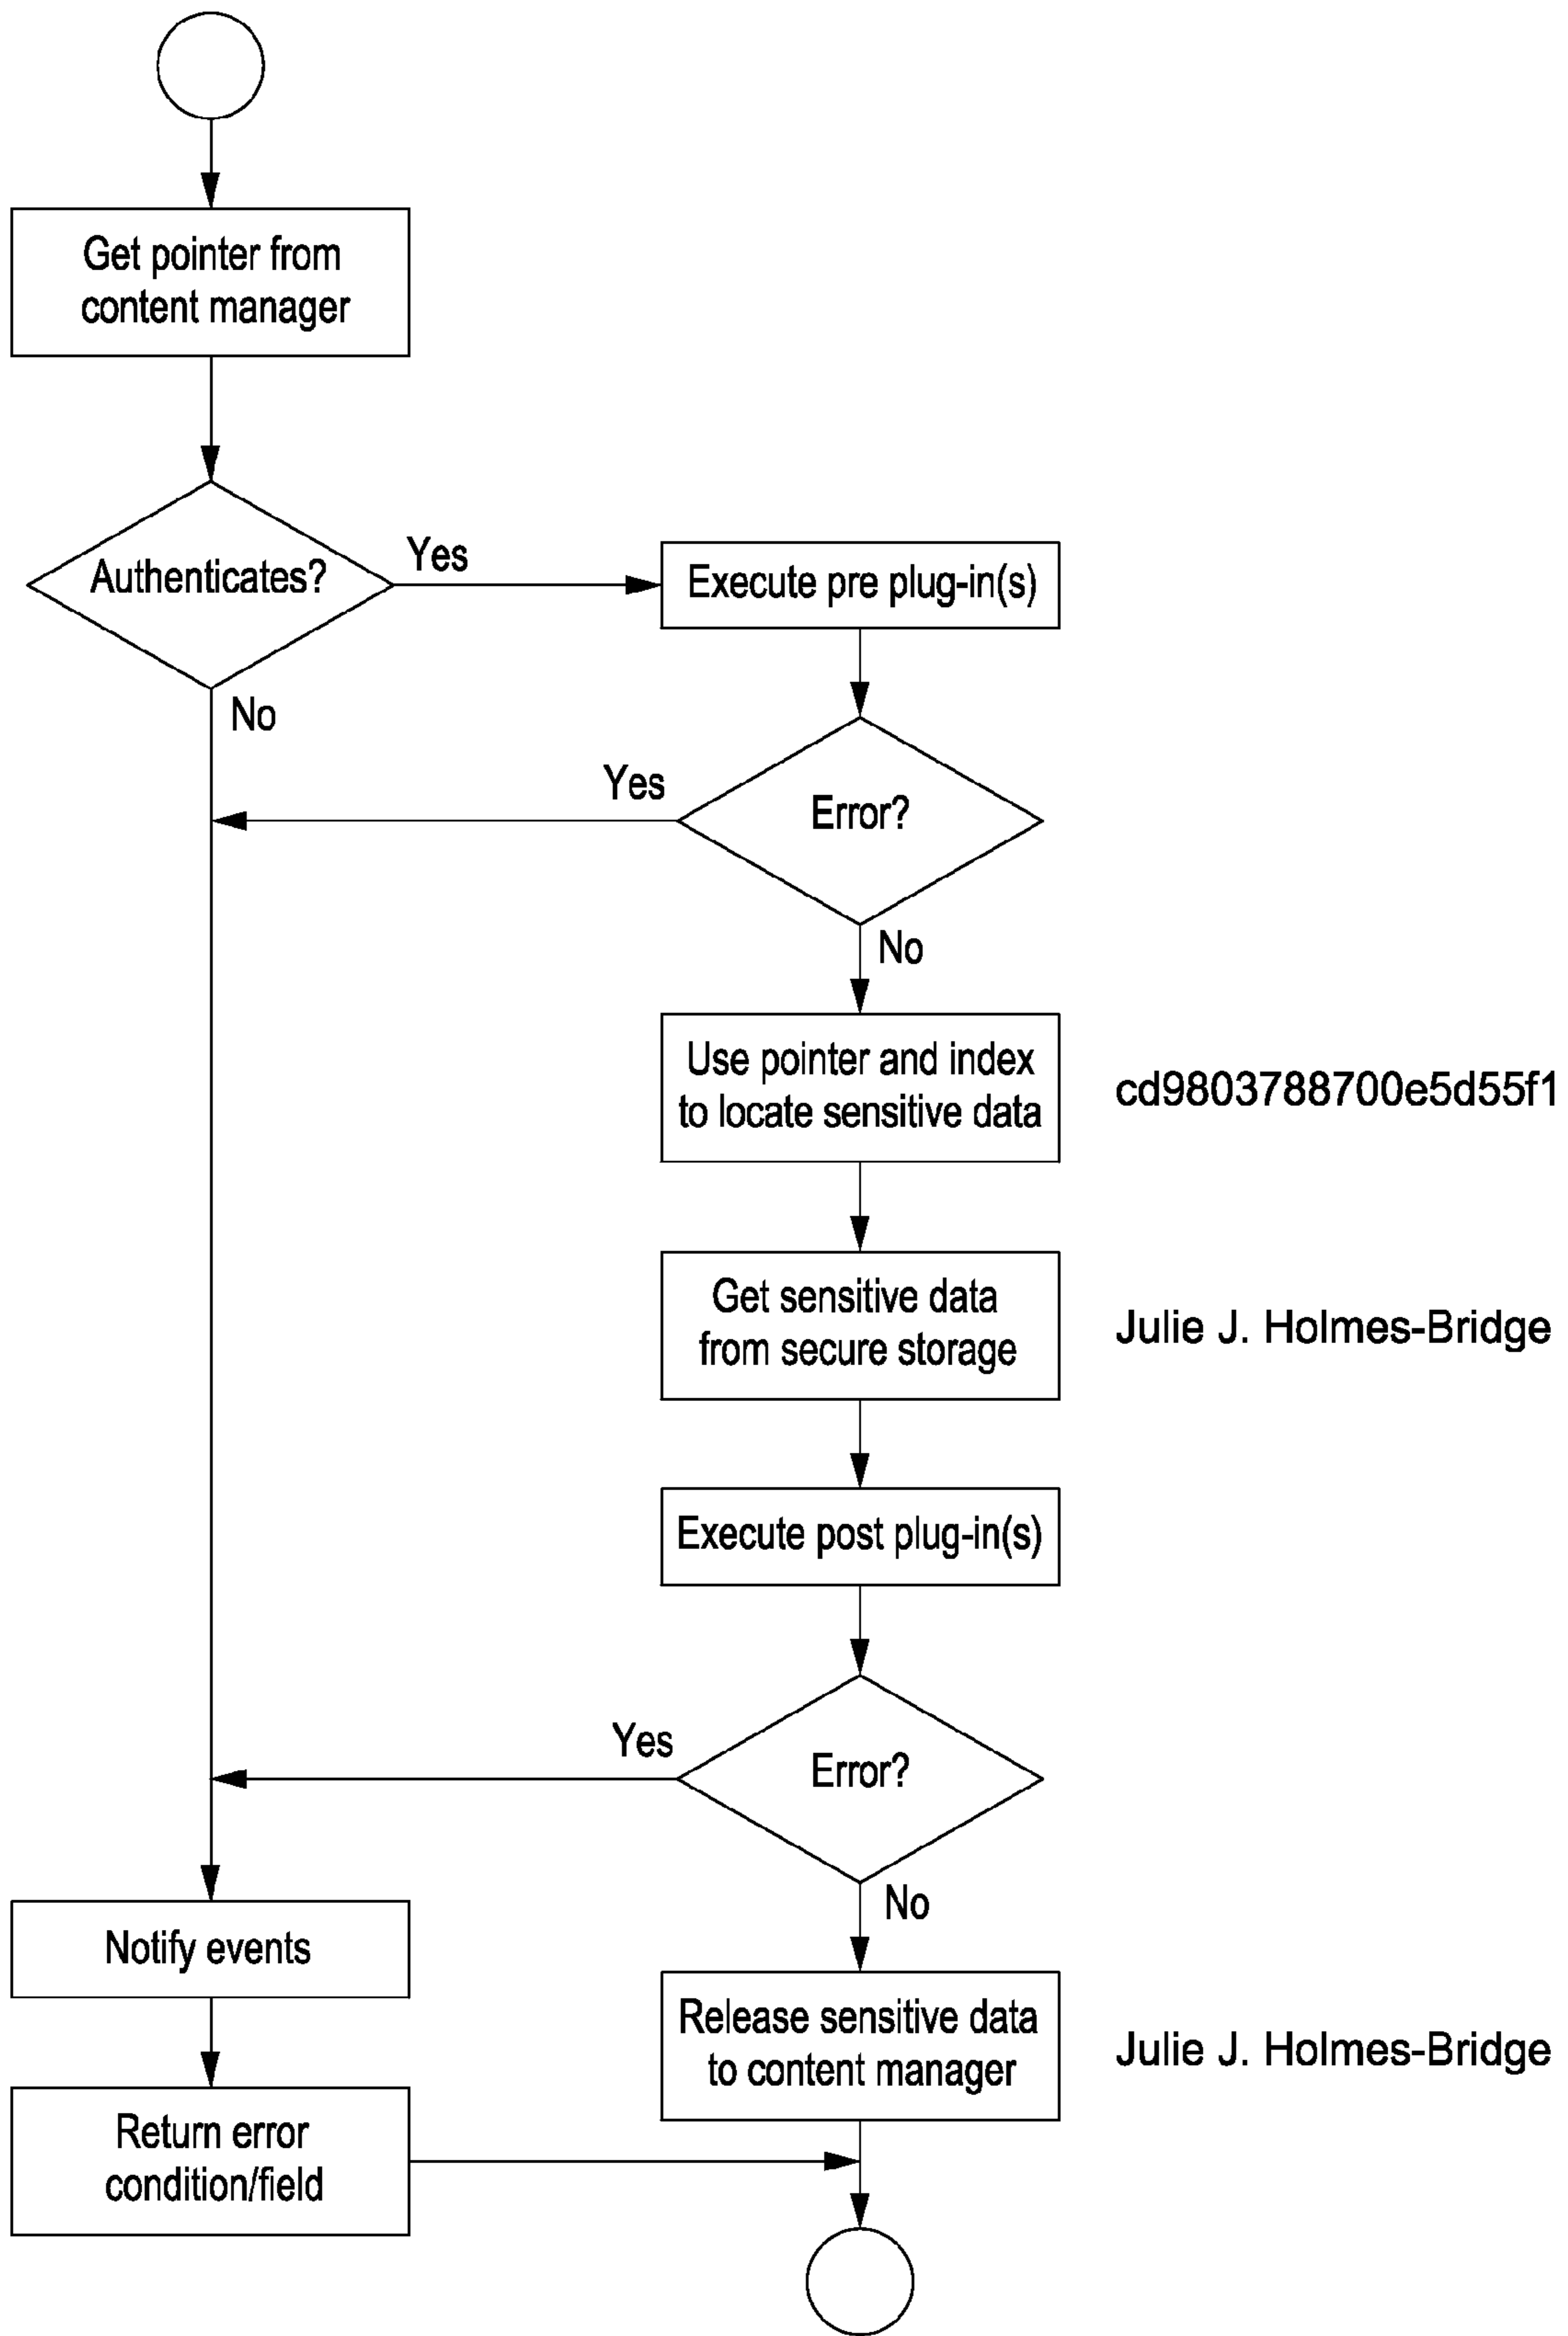 Get pointer from
content manager
Authenticates?
Yes
Execute pre plug-in(s)
No
Yes
Error?
No
Use pointer and index
to locate sensitive data
cd9803788700e5d55f1
Get sensitive data
from secure storage
Julie J. Holmes-Bridge
Execute post plug-in(s)
Yes
Error?
No
Notify events
Release sensitive data
to content manager
Julie J. Holmes-Bridge
Return error
condition/field